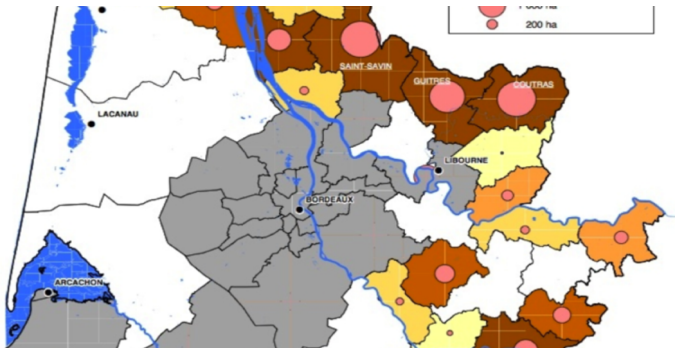 200 ha
SAINT-SAVIN
GUITRES
COUTRAS
LACANAU
LIBOURNE
BORDEAUX
ARCACHON